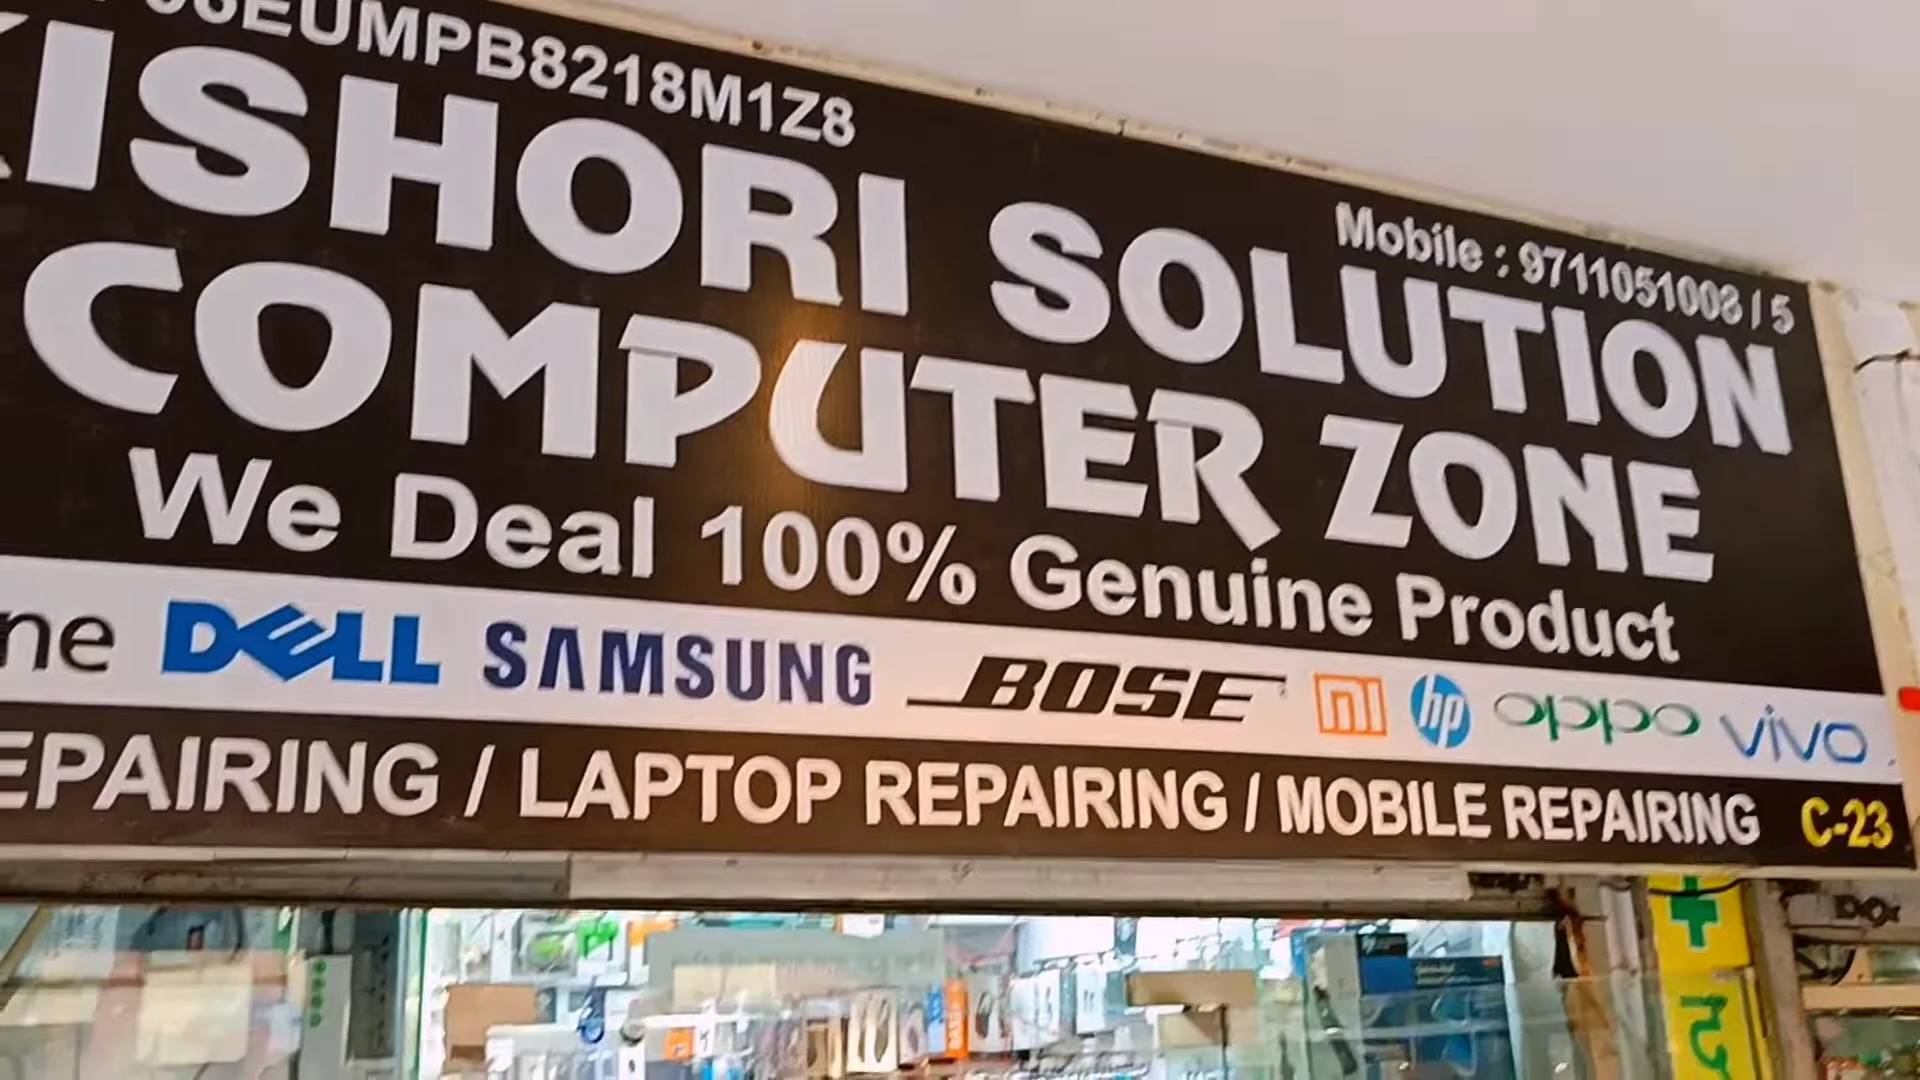 06EUMPB8218M1Z8
Mobile : 9711051008 / 5
KISHORI SOLUTION
COMPUTER ZONE
We Deal 100% Genuine Product
ne DELL SAMSUNG BOSE mi hp oppo vivo
EPAIRING / LAPTOP REPAIRING / MOBILE REPAIRING C-23